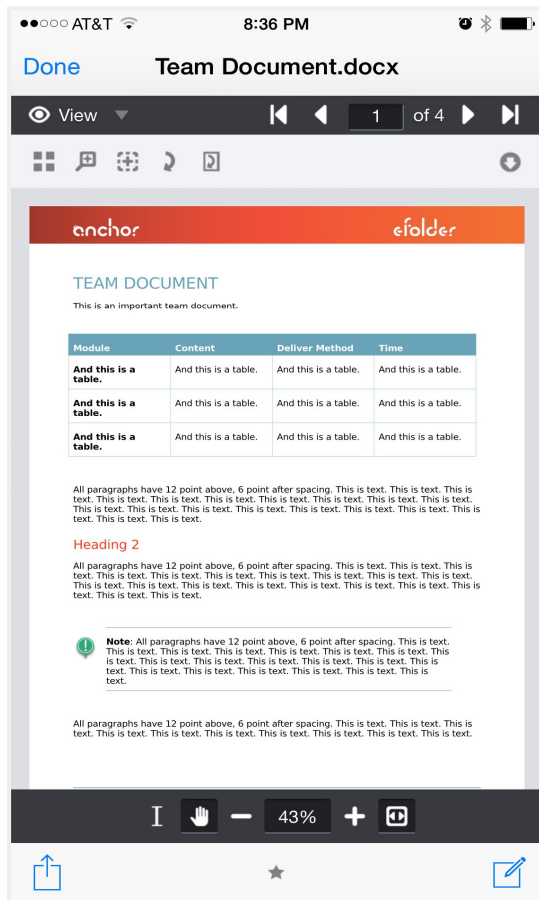 AT&T 8:36 PM
Done Team Document.docx
View 1 of 4
anchor efolder
TEAM DOCUMENT
This is an important team document.
Module Content Deliver Method Time
And this is a And this is a table. And this is a table. And this is a table.
table.
And this is a And this is a table. And this is a table. And this is a table.
table.
And this is a And this is a table. And this is a table. And this is a table.
table.
All paragraphs have 12 point above, 6 point after spacing. This is text. This is text. This is
text. This is text. This is text. This is text. This is text. This is text. This is text. This is text.
This is text. This is text. This is text. This is text. This is text. This is text. This is text. This is
text. This is text. This is text.
Heading 2
All paragraphs have 12 point above, 6 point after spacing. This is text. This is text. This is
text. This is text. This is text. This is text. This is text. This is text. This is text. This is text.
This is text. This is text. This is text. This is text. This is text. This is text. This is text. This is
text. This is text. This is text.
Note: All paragraphs have 12 point above, 6 point after spacing. This is text.
This is text. This is text. This is text. This is text. This is text. This is text. This
is text. This is text. This is text. This is text. This is text. This is text. This is
text. This is text. This is text. This is text. This is text. This is text. This is
text.
All paragraphs have 12 point above, 6 point after spacing. This is text. This is text. This is
text. This is text. This is text. This is text. This is text. This is text. This is text. This is text.
43%